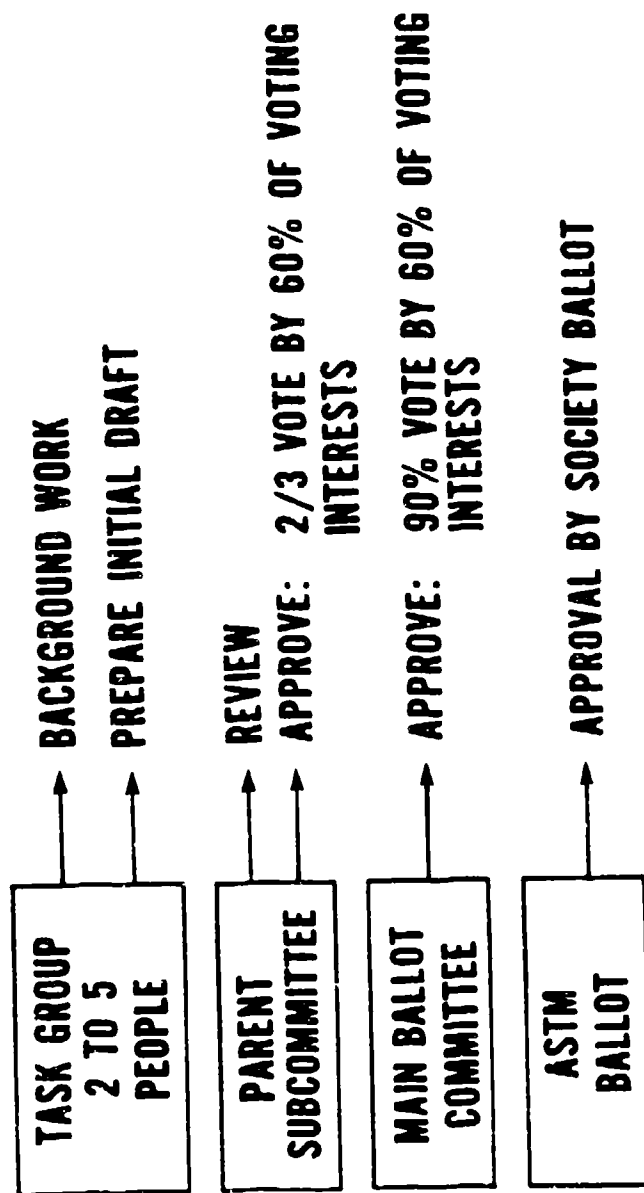 TASK GROUP
2 TO 5
PEOPLE
BACKGROUND WORK
PREPARE INITIAL DRAFT
PARENT
SUBCOMMITTEE
REVIEW
APPROVE: 2/3 VOTE BY 60% OF VOTING
INTERESTS
MAIN BALLOT
COMMITTEE
APPROVE: 90% VOTE BY 60% OF VOTING
INTERESTS
ASTM
BALLOT
APPROVAL BY SOCIETY BALLOT